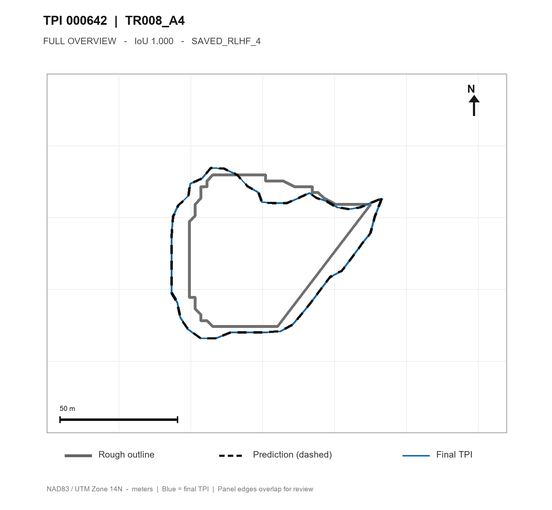 TPI 000642 | TR008_A4
FULL OVERVIEW - IoU 1.000 - SAVED_RLHF_4
N
50 m
Rough outline Prediction (dashed) Final TPI
NAD83 / UTM Zone 14N - meters | Blue = final TPI | Panel edges overlap for review